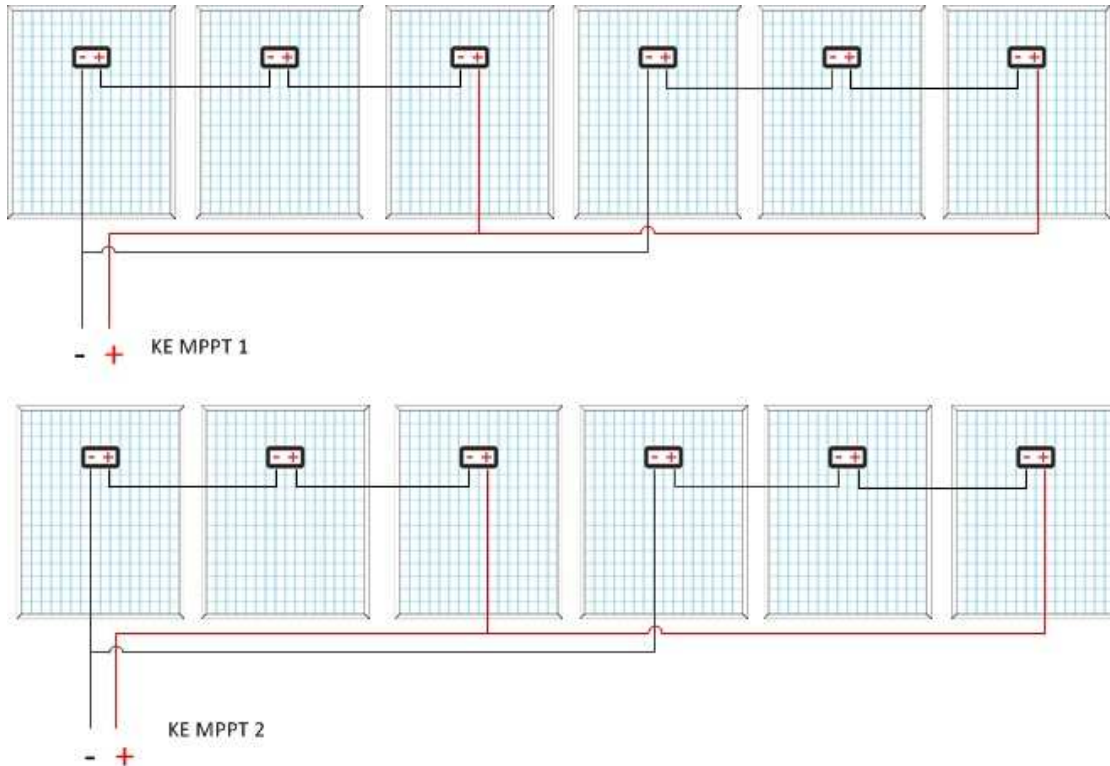 - + - + - + - + - + - +
- + KE MPPT 1
- + - + - + - + - + - +
- + KE MPPT 2